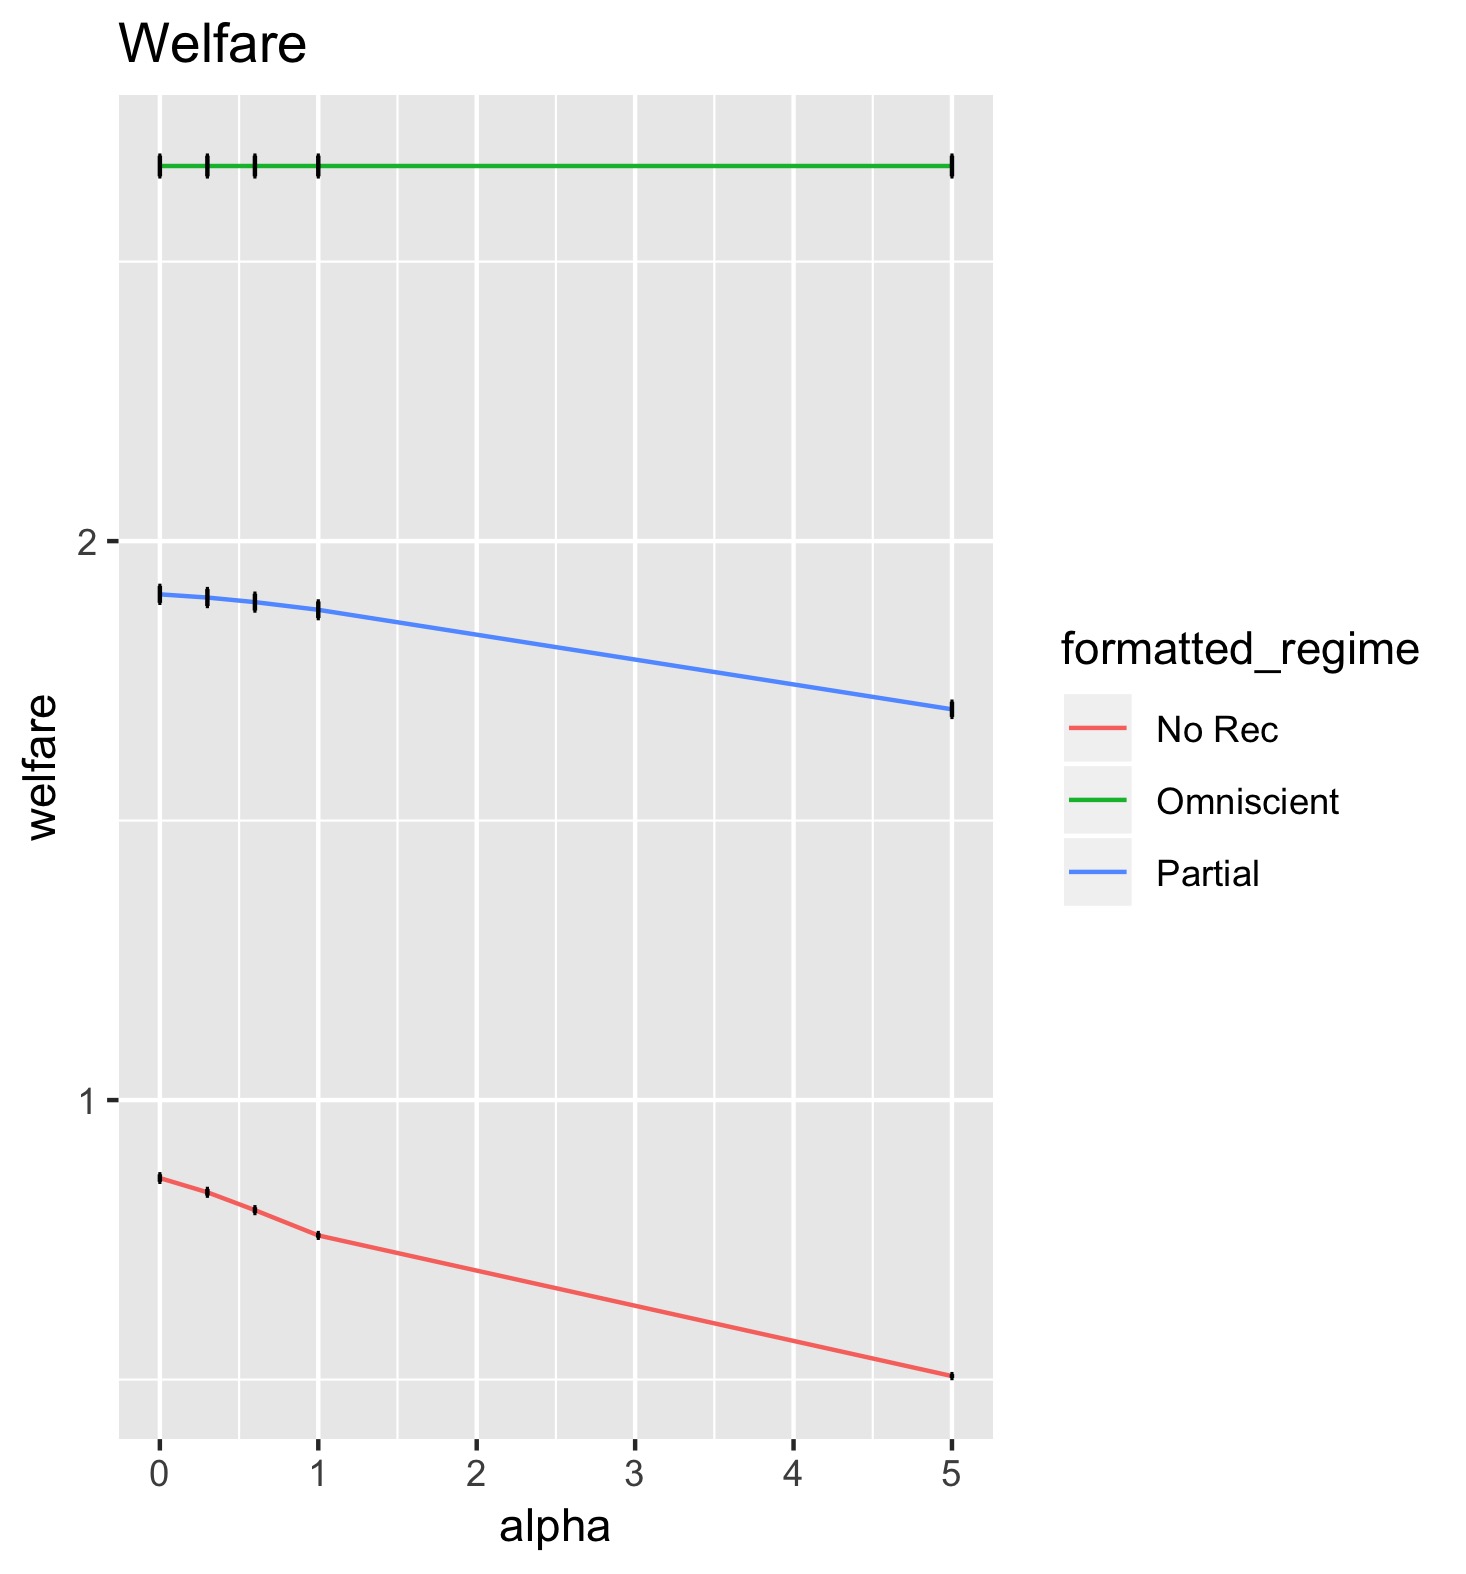 Welfare
2
1
welfare
0 1 2 3 4 5
alpha
formatted_regime
No Rec
Omniscient
Partial